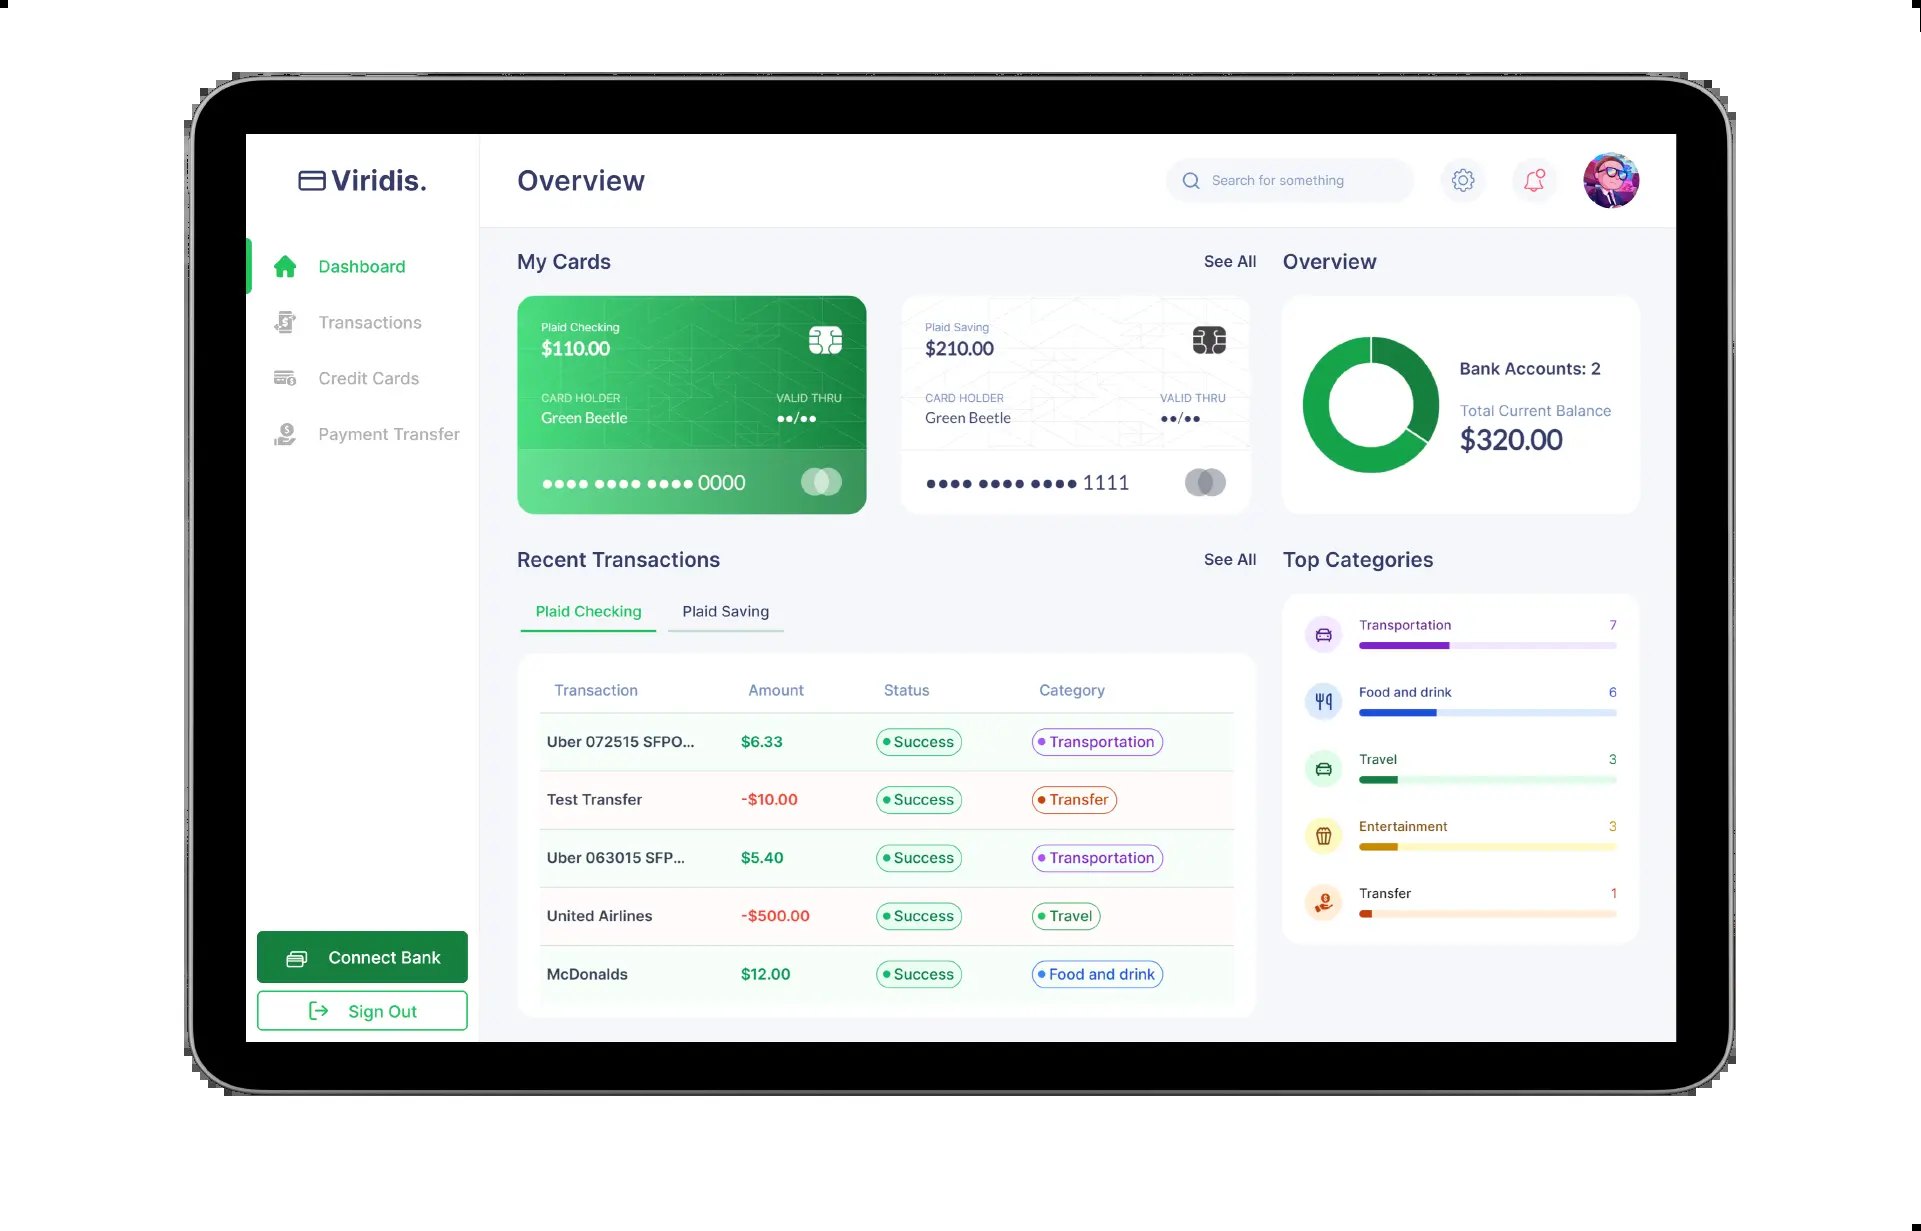 Viridis.
Overview
Search for something
Dashboard
Transactions
Credit Cards
Payment Transfer
Connect Bank
Sign Out
My Cards
See All
Plaid Checking
$110.00
CARD HOLDER
VALID THRU
Green Beetle
••/••
•••• •••• •••• 0000
Plaid Saving
$210.00
CARD HOLDER
VALID THRU
Green Beetle
••/••
•••• •••• •••• 1111
Overview
Bank Accounts: 2
Total Current Balance
$320.00
Recent Transactions
See All
Plaid Checking Plaid Saving
Transaction Amount Status Category
Uber 072515 SFPO... $6.33 Success Transportation
Test Transfer -$10.00 Success Transfer
Uber 063015 SFP... $5.40 Success Transportation
United Airlines -$500.00 Success Travel
McDonalds $12.00 Success Food and drink
Top Categories
Transportation 7
Food and drink 6
Travel 3
Entertainment 3
Transfer 1